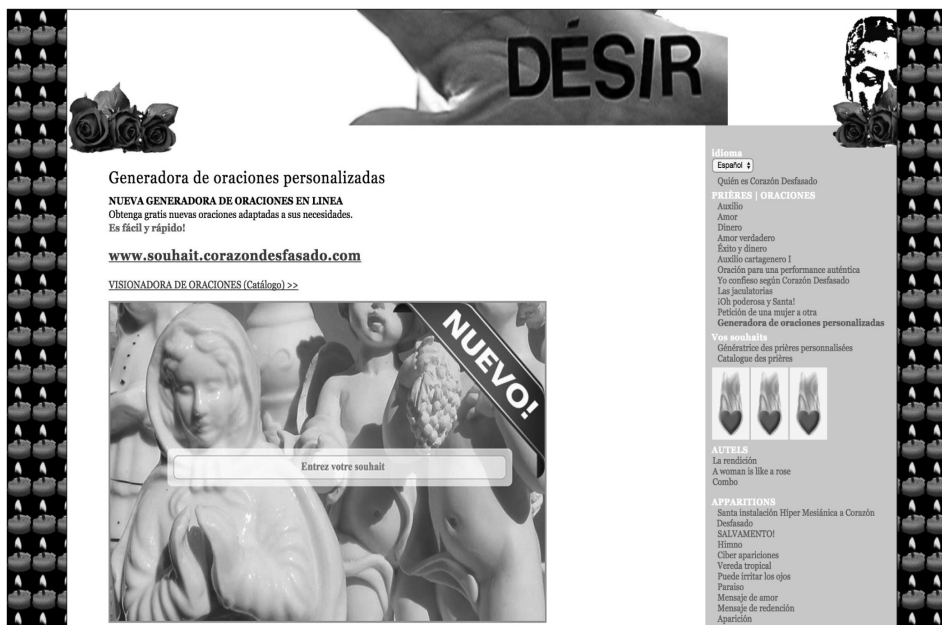 DÉSIR
Generadora de oraciones personalizadas
NUEVA GENERADORA DE ORACIONES EN LINEA
Obtenga gratis nuevas oraciones adaptadas a sus necesidades.
Es fácil y rápido!
www.souhait.corazondesfasado.com
VISIONADORA DE ORACIONES (Catálogo) >>
NUEVO!
Entrez votre souhait
idioma
Español
Quién es Corazón Desfasado
PRIÈRES | ORACIONES
Auxilio
Amor
Dinero
Amor verdadero
Éxito y dinero
Auxilio cartagenero I
Oración para una performance auténtica
Yo confieso según Corazón Desfasado
Las jaculatorias
¡Oh poderosa y Santa!
Petición de una mujer a otra
Generadora de oraciones personalizadas
Vos souhaits
Génératrice des prières personnalisées
Catalogue des prières
AUTELS
La rendición
A woman is like a rose
Combo
APPARITIONS
Santa instalación Híper Mesiánica a Corazón
Desfasado
SALVAMENTO!
Himno
Ciber apariciones
Vereda tropical
Puede irritar los ojos
Paraiso
Mensaje de amor
Mensaje de redención
Aparición